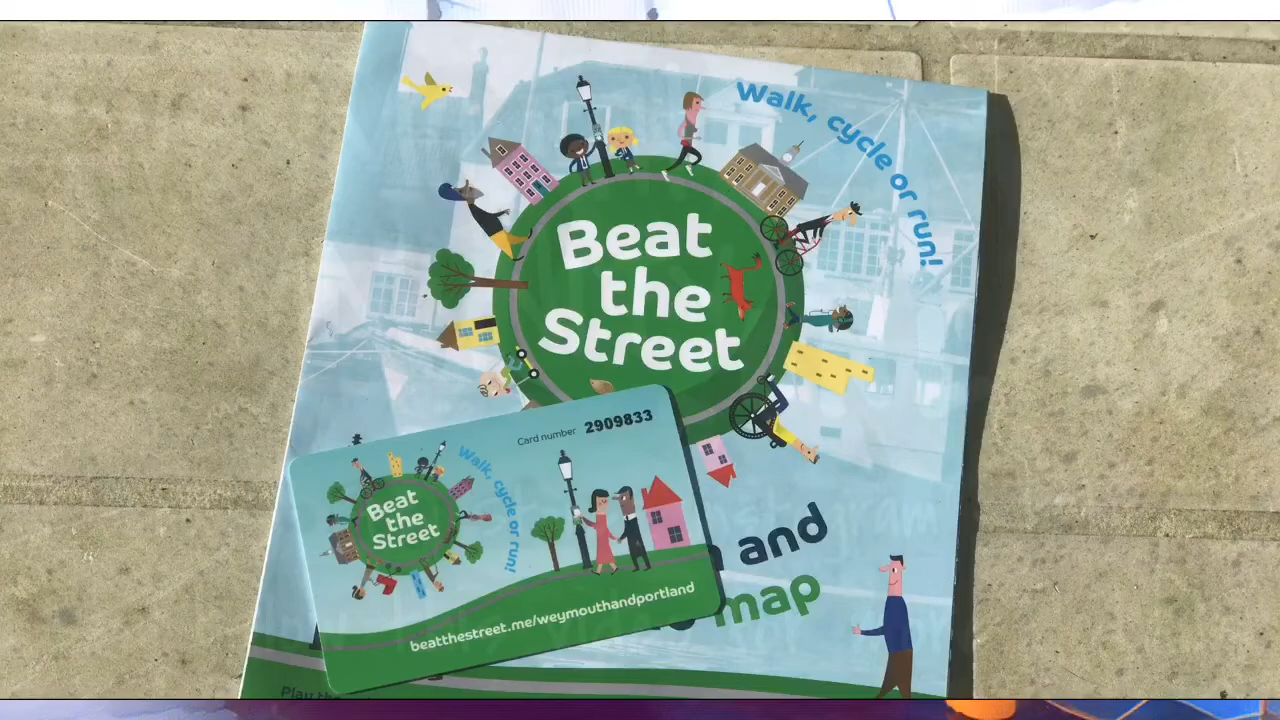 Walk, cycle or run!
Beat
the
Street
Card number 2909833
Walk, cycle or run!
Beat
the
Street
beatthestreet.me/weymouthandportland
and
map
Play